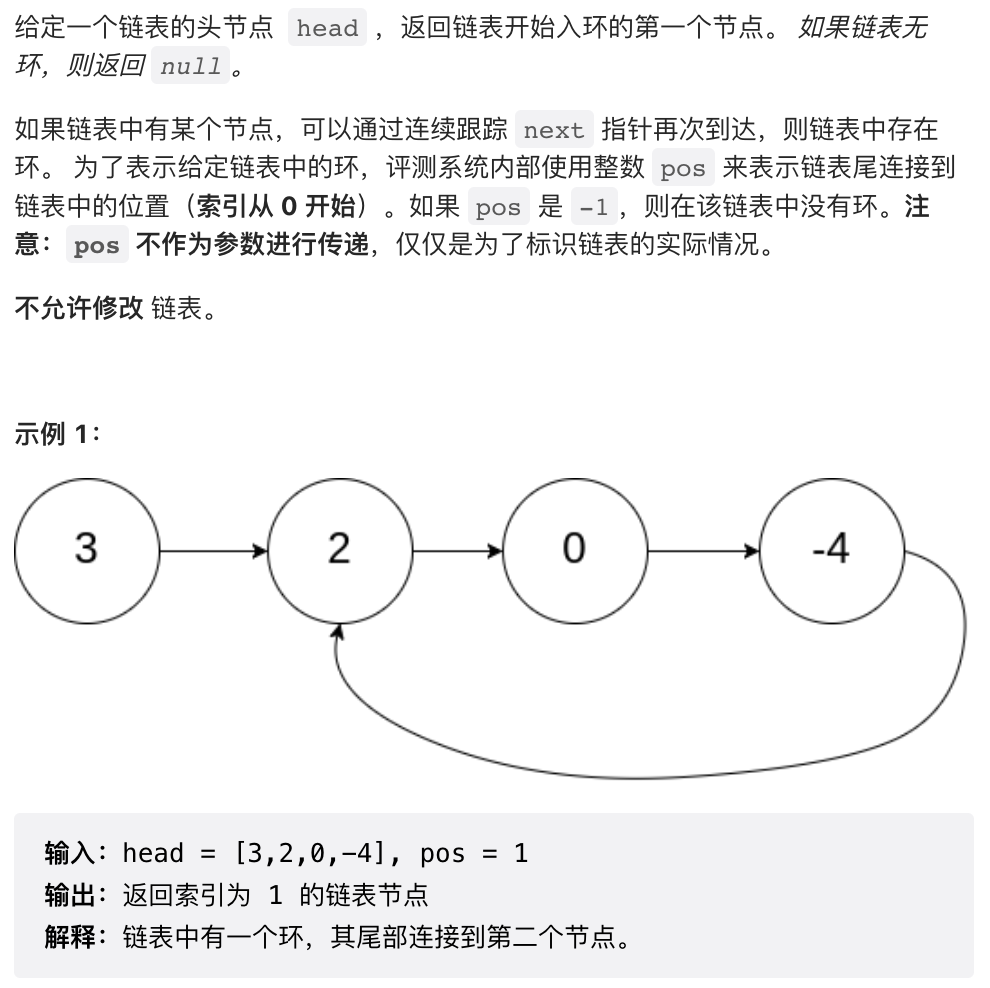 给定一个链表的头节点 head ，返回链表开始入环的第一个节点。 如果链表无
环，则返回 null。
如果链表中有某个节点，可以通过连续跟踪 next 指针再次到达，则链表中存在
环。 为了表示给定链表中的环，评测系统内部使用整数 pos 来表示链表尾连接到
链表中的位置（索引从 0 开始）。如果 pos 是 -1，则在该链表中没有环。注
意：pos 不作为参数进行传递，仅仅是为了标识链表的实际情况。
不允许修改 链表。
示例 1：
3 2 0 -4
输入：head = [3,2,0,-4], pos = 1
输出：返回索引为 1 的链表节点
解释：链表中有一个环，其尾部连接到第二个节点。